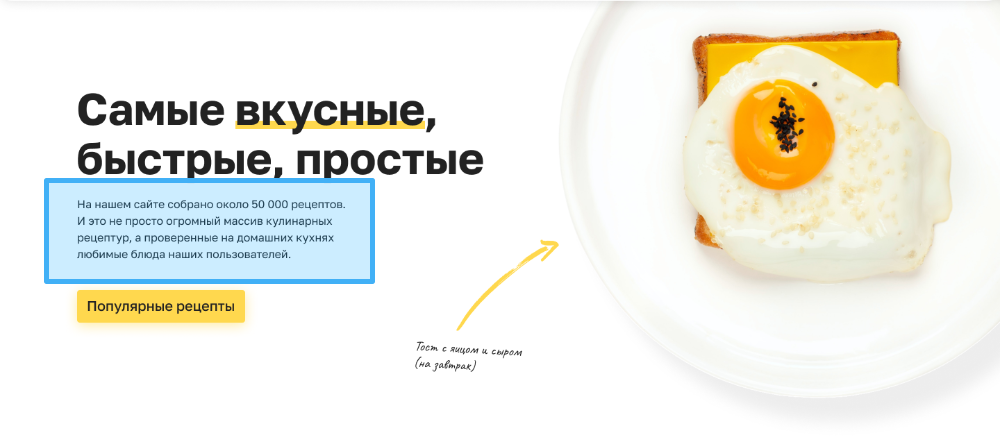 Самые вкусные,
быстрые, простые
На нашем сайте собрано около 50 000 рецептов.
И это не просто огромный массив кулинарных
рецептур, а проверенные на домашних кухнях
любимые блюда наших пользователей.
Популярные рецепты
Тост с яицом и сыром
(на завтрак)